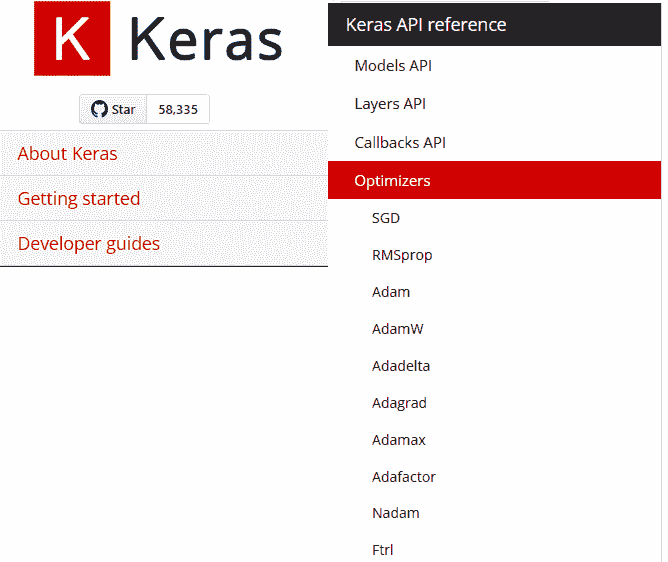 K Keras
Star 58,335
About Keras
Getting started
Developer guides
Keras API reference
Models API
Layers API
Callbacks API
Optimizers
SGD
RMSprop
Adam
AdamW
Adadelta
Adagrad
Adamax
Adafactor
Nadam
Ftrl